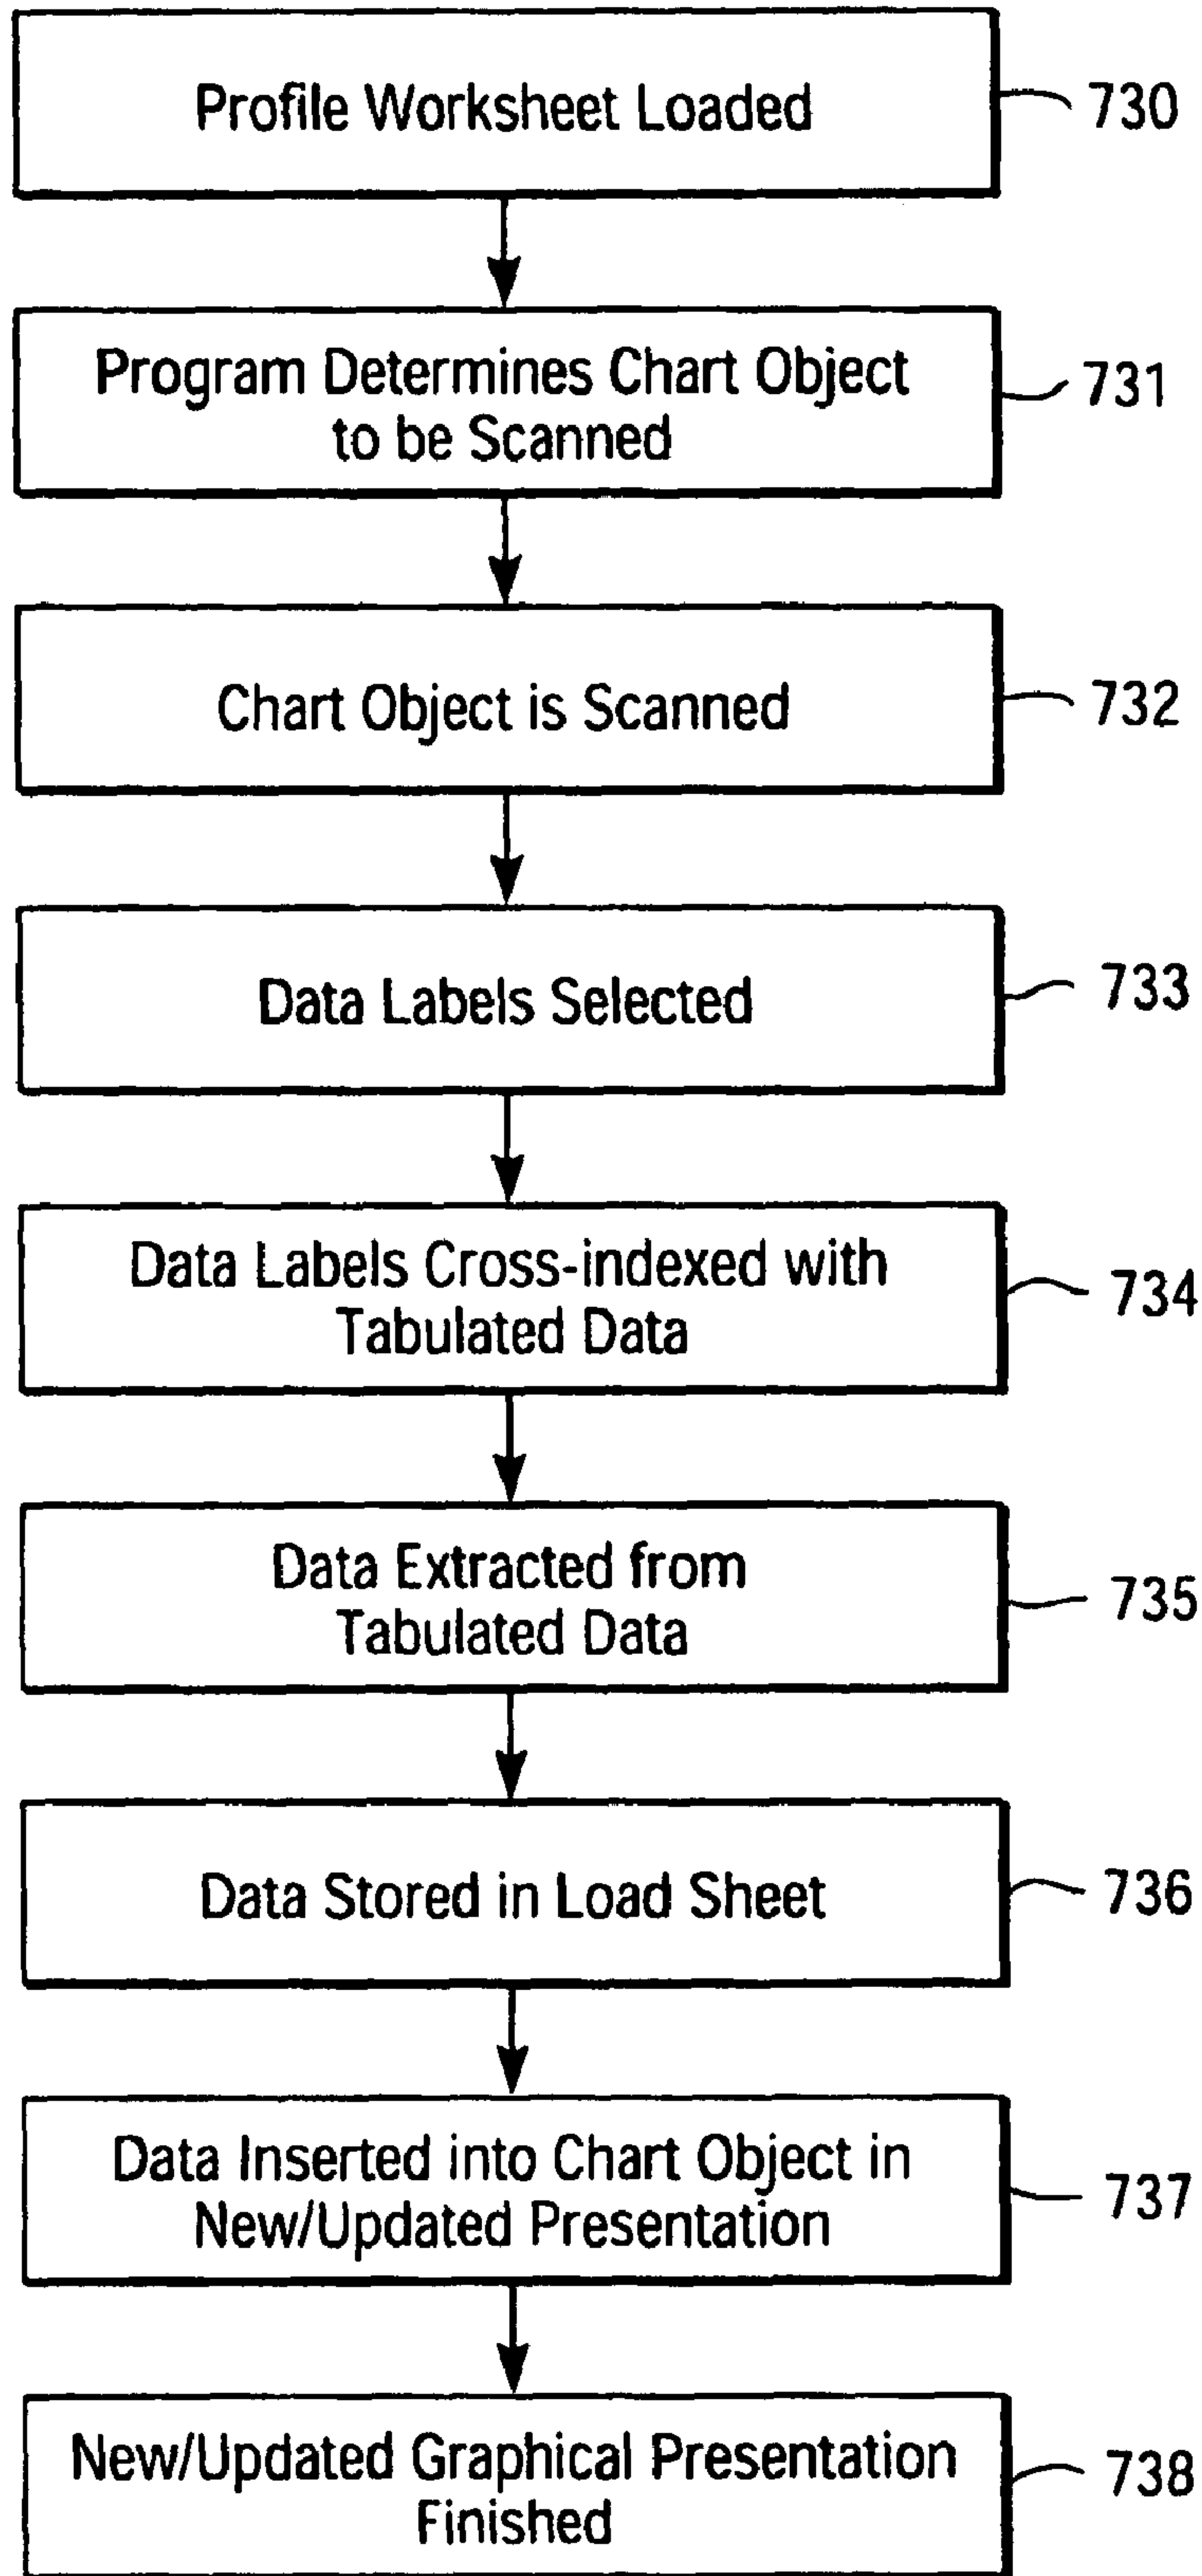 Profile Worksheet Loaded
730
Program Determines Chart Object
to be Scanned
731
Chart Object is Scanned
732
Data Labels Selected
733
Data Labels Cross-indexed with
Tabulated Data
734
Data Extracted from
Tabulated Data
735
Data Stored in Load Sheet
736
Data Inserted into Chart Object in
New/Updated Presentation
737
New/Updated Graphical Presentation
Finished
738